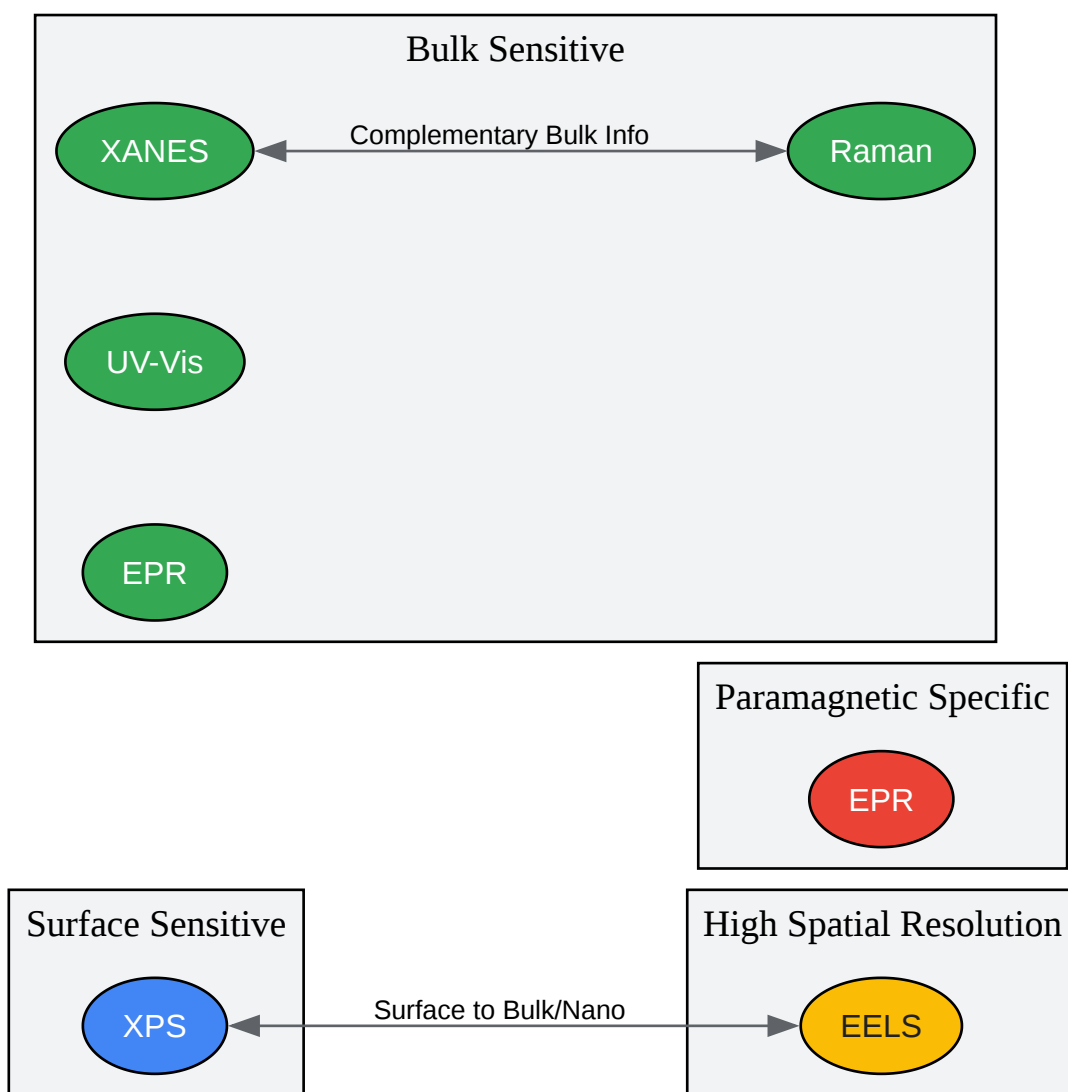 Bulk Sensitive
XANES
Complementary Bulk Info
Raman
UV-Vis
EPR
Paramagnetic Specific
EPR
Surface Sensitive
High Spatial Resolution
XPS
Surface to Bulk/Nano
EELS